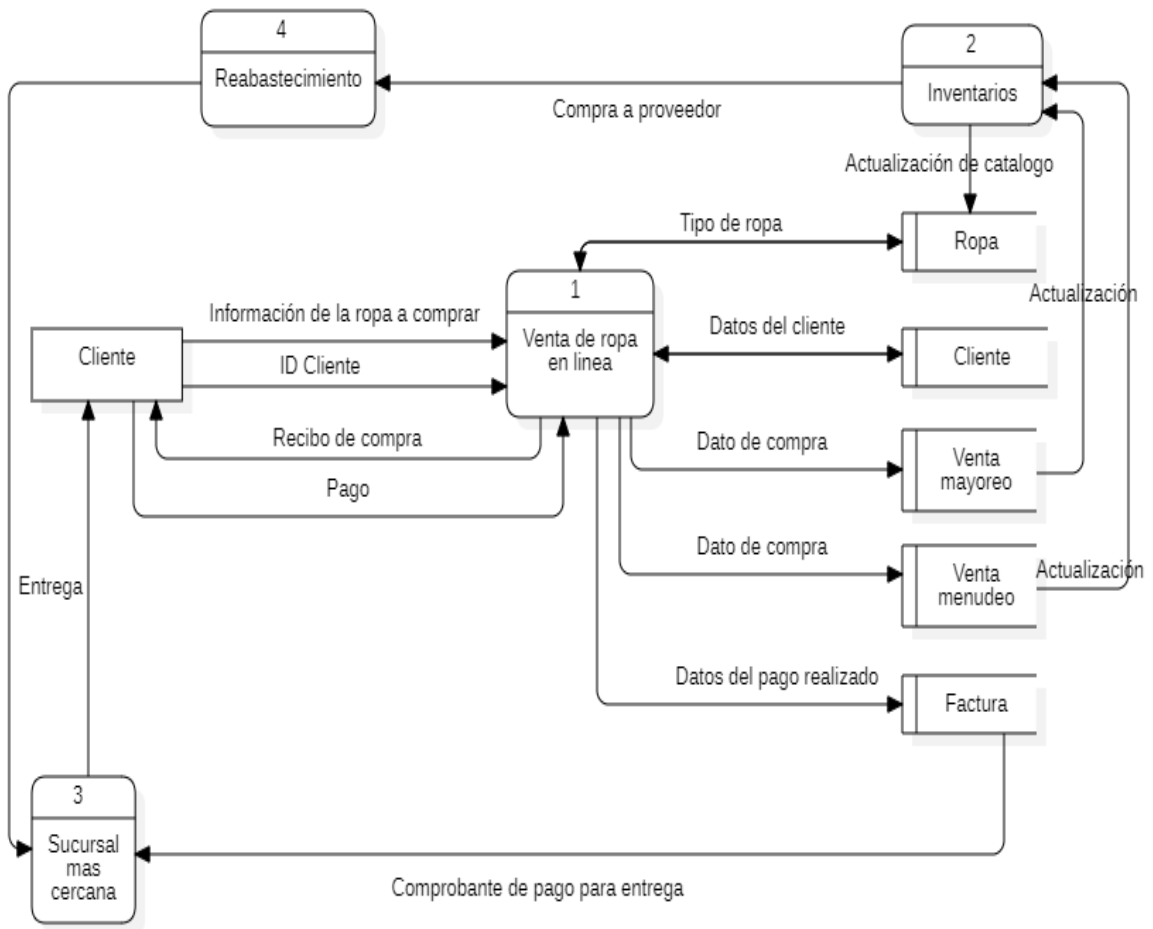 4
Reabastecimiento
2
Inventarios
Compra a proveedor
Actualización de catalogo
Tipo de ropa
Ropa
1
Venta de ropa
en linea
Actualización
Información de la ropa a comprar
Datos del cliente
Cliente
ID Cliente
Cliente
Recibo de compra
Dato de compra
Venta
mayoreo
Pago
Dato de compra
Venta
menudeo
Actualización
Entrega
Datos del pago realizado
Factura
3
Sucursal
mas
cercana
Comprobante de pago para entrega